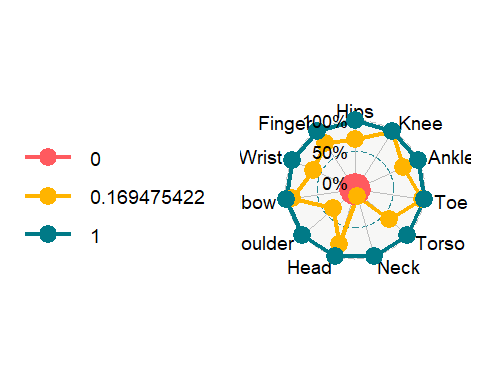 0
0.169475422
1
Hips
100%
Finge
Knee
50%
Wrist
Ankle
0%
bow
Toe
oulder
Torso
Head
Neck